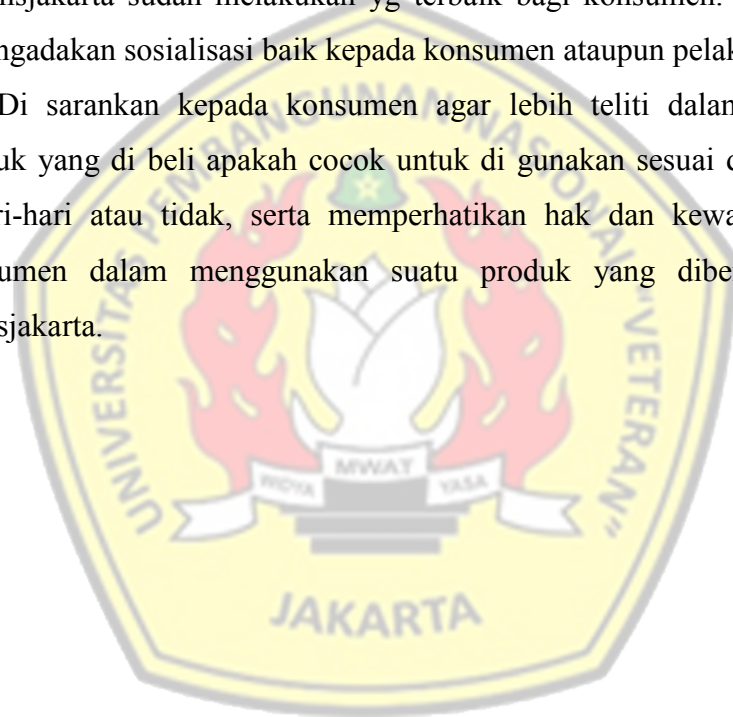 nsjakarta sudah melakukan yg terbaik bagi konsumen.
ngadakan sosialisasi baik kepada konsumen ataupun pelak
Di sarankan kepada konsumen agar lebih teliti dalam
uk yang di beli apakah cocok untuk di gunakan sesuai d
ri-hari atau tidak, serta memperhatikan hak dan kewa
umen dalam menggunakan suatu produk yang dibe
sjakarta.
UNIVERSITAS PEMBANGUNAN NASIONAL "VETERAN"
WIDYA MWAT YASA
JAKARTA